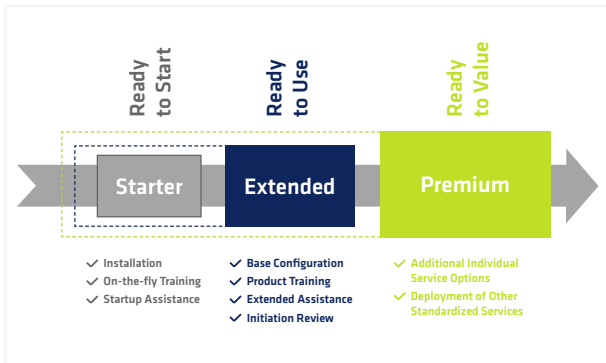 Ready
to Start
Ready
to Use
Ready
to Value
Starter
Extended
Premium
✓ Installation
✓ On-the-fly Training
✓ Startup Assistance
✓ Base Configuration
✓ Product Training
✓ Extended Assistance
✓ Initiation Review
✓ Additional Individual
Service Options
✓ Deployment of Other
Standardized Services